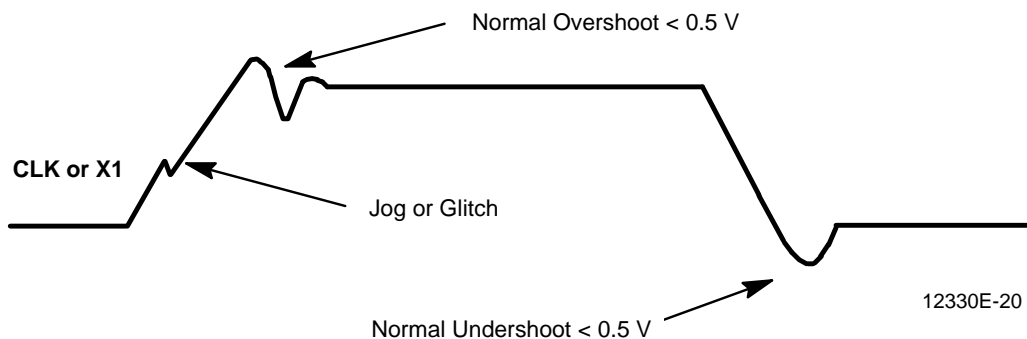 Normal Overshoot < 0.5 V
CLK or X1
Jog or Glitch
12330E-20
Normal Undershoot < 0.5 V